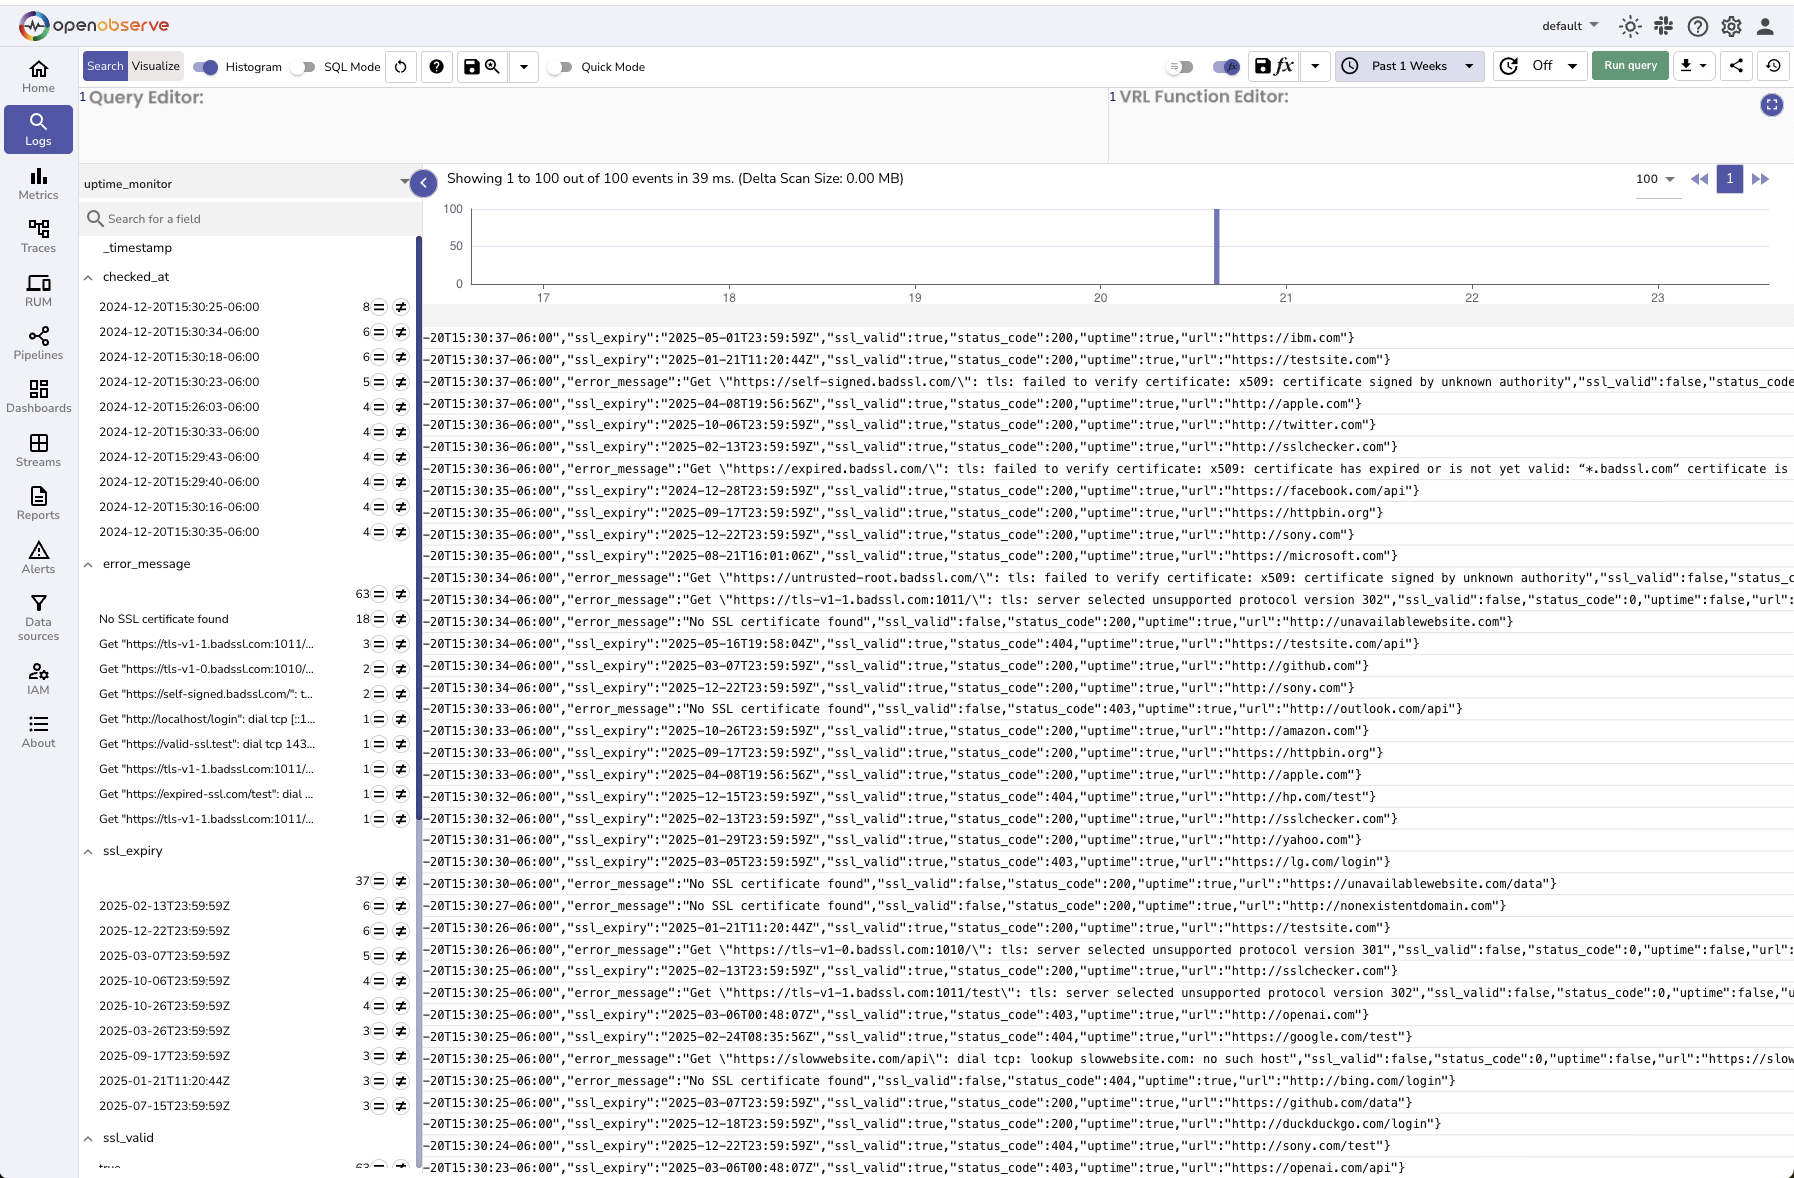 openobserve
default
Search Visualize Histogram SQL Mode Quick Mode fx Past 1 Weeks Off Run query
1 Query Editor:
1 VRL Function Editor:
Home
Logs
Metrics
Traces
RUM
Pipelines
Dashboards
Streams
Reports
Alerts
Data sources
IAM
About
uptime_monitor
Search for a field
_timestamp
checked_at
2024-12-20T15:30:25-06:00 8
2024-12-20T15:30:34-06:00 6
2024-12-20T15:30:18-06:00 6
2024-12-20T15:30:23-06:00 5
2024-12-20T15:26:03-06:00 4
2024-12-20T15:30:33-06:00 4
2024-12-20T15:29:43-06:00 4
2024-12-20T15:29:40-06:00 4
2024-12-20T15:30:16-06:00 4
2024-12-20T15:30:35-06:00 4
error_message
63
No SSL certificate found 18
Get "https://tls-v1-1.badssl.com:1011/... 3
Get "https://tls-v1-0.badssl.com:1010/... 2
Get "https://self-signed.badssl.com/": t... 2
Get "http://localhost/login": dial tcp [::1... 1
Get "https://valid-ssl.test": dial tcp 143... 1
Get "https://tls-v1-1.badssl.com:1011/... 1
Get "https://expired-ssl.com/test": dial ... 1
Get "https://tls-v1-1.badssl.com:1011/... 1
ssl_expiry
37
2025-02-13T23:59:59Z 6
2025-12-22T23:59:59Z 6
2025-03-07T23:59:59Z 5
2025-10-06T23:59:59Z 4
2025-10-26T23:59:59Z 4
2025-03-26T23:59:59Z 3
2025-09-17T23:59:59Z 3
2025-01-21T11:20:44Z 3
2025-07-15T23:59:59Z 3
ssl_valid
true 63
Showing 1 to 100 out of 100 events in 39 ms. (Delta Scan Size: 0.00 MB)
100 1
100
50
0
17 18 19 20 21 22 23
-20T15:30:37-06:00","ssl_expiry":"2025-05-01T23:59:59Z","ssl_valid":true,"status_code":200,"uptime":true,"url":"https://ibm.com"}
-20T15:30:37-06:00","ssl_expiry":"2025-01-21T11:20:44Z","ssl_valid":true,"status_code":200,"uptime":true,"url":"https://testsite.com"}
-20T15:30:37-06:00","error_message":"Get \"https://self-signed.badssl.com/\": tls: failed to verify certificate: x509: certificate signed by unknown authority","ssl_valid":false,"status_code
-20T15:30:37-06:00","ssl_expiry":"2025-04-08T19:56:56Z","ssl_valid":true,"status_code":200,"uptime":true,"url":"http://apple.com"}
-20T15:30:36-06:00","ssl_expiry":"2025-10-06T23:59:59Z","ssl_valid":true,"status_code":200,"uptime":true,"url":"http://twitter.com"}
-20T15:30:36-06:00","ssl_expiry":"2025-02-13T23:59:59Z","ssl_valid":true,"status_code":200,"uptime":true,"url":"http://sslchecker.com"}
-20T15:30:36-06:00","error_message":"Get \"https://expired.badssl.com/\": tls: failed to verify certificate: x509: certificate has expired or is not yet valid: “*.badssl.com” certificate is
-20T15:30:35-06:00","ssl_expiry":"2024-12-28T23:59:59Z","ssl_valid":true,"status_code":200,"uptime":true,"url":"https://facebook.com/api"}
-20T15:30:35-06:00","ssl_expiry":"2025-09-17T23:59:59Z","ssl_valid":true,"status_code":200,"uptime":true,"url":"https://httpbin.org"}
-20T15:30:35-06:00","ssl_expiry":"2025-12-22T23:59:59Z","ssl_valid":true,"status_code":200,"uptime":true,"url":"http://sony.com"}
-20T15:30:35-06:00","ssl_expiry":"2025-08-21T16:01:06Z","ssl_valid":true,"status_code":200,"uptime":true,"url":"https://microsoft.com"}
-20T15:30:34-06:00","error_message":"Get \"https://untrusted-root.badssl.com/\": tls: failed to verify certificate: x509: certificate signed by unknown authority","ssl_valid":false,"status_c
-20T15:30:34-06:00","error_message":"Get \"https://tls-v1-1.badssl.com:1011/\": tls: server selected unsupported protocol version 302","ssl_valid":false,"status_code":0,"uptime":false,"url":
-20T15:30:34-06:00","error_message":"No SSL certificate found","ssl_valid":false,"status_code":200,"uptime":true,"url":"http://unavailablewebsite.com"}
-20T15:30:34-06:00","ssl_expiry":"2025-05-16T19:58:04Z","ssl_valid":true,"status_code":404,"uptime":true,"url":"https://testsite.com/api"}
-20T15:30:34-06:00","ssl_expiry":"2025-03-07T23:59:59Z","ssl_valid":true,"status_code":200,"uptime":true,"url":"http://github.com"}
-20T15:30:34-06:00","ssl_expiry":"2025-12-22T23:59:59Z","ssl_valid":true,"status_code":200,"uptime":true,"url":"http://sony.com"}
-20T15:30:33-06:00","error_message":"No SSL certificate found","ssl_valid":false,"status_code":403,"uptime":true,"url":"http://outlook.com/api"}
-20T15:30:33-06:00","ssl_expiry":"2025-10-26T23:59:59Z","ssl_valid":true,"status_code":200,"uptime":true,"url":"http://amazon.com"}
-20T15:30:33-06:00","ssl_expiry":"2025-09-17T23:59:59Z","ssl_valid":true,"status_code":200,"uptime":true,"url":"https://httpbin.org"}
-20T15:30:33-06:00","ssl_expiry":"2025-04-08T19:56:56Z","ssl_valid":true,"status_code":200,"uptime":true,"url":"http://apple.com"}
-20T15:30:32-06:00","ssl_expiry":"2025-12-15T23:59:59Z","ssl_valid":true,"status_code":404,"uptime":true,"url":"http://hp.com/test"}
-20T15:30:32-06:00","ssl_expiry":"2025-02-13T23:59:59Z","ssl_valid":true,"status_code":200,"uptime":true,"url":"http://sslchecker.com"}
-20T15:30:31-06:00","ssl_expiry":"2025-01-29T23:59:59Z","ssl_valid":true,"status_code":200,"uptime":true,"url":"http://yahoo.com"}
-20T15:30:30-06:00","ssl_expiry":"2025-03-05T23:59:59Z","ssl_valid":true,"status_code":403,"uptime":true,"url":"https://lg.com/login"}
-20T15:30:30-06:00","error_message":"No SSL certificate found","ssl_valid":false,"status_code":200,"uptime":true,"url":"https://unavailablewebsite.com/data"}
-20T15:30:27-06:00","error_message":"No SSL certificate found","ssl_valid":false,"status_code":200,"uptime":true,"url":"http://nonexistentdomain.com"}
-20T15:30:26-06:00","ssl_expiry":"2025-01-21T11:20:44Z","ssl_valid":true,"status_code":200,"uptime":true,"url":"https://testsite.com"}
-20T15:30:26-06:00","error_message":"Get \"https://tls-v1-0.badssl.com:1010/\": tls: server selected unsupported protocol version 301","ssl_valid":false,"status_code":0,"uptime":false,"url":
-20T15:30:25-06:00","ssl_expiry":"2025-02-13T23:59:59Z","ssl_valid":true,"status_code":200,"uptime":true,"url":"http://sslchecker.com"}
-20T15:30:25-06:00","error_message":"Get \"https://tls-v1-1.badssl.com:1011/test\": tls: server selected unsupported protocol version 302","ssl_valid":false,"status_code":0,"uptime":false,"u
-20T15:30:25-06:00","ssl_expiry":"2025-03-06T00:48:07Z","ssl_valid":true,"status_code":403,"uptime":true,"url":"http://openai.com"}
-20T15:30:25-06:00","ssl_expiry":"2025-02-24T08:35:56Z","ssl_valid":true,"status_code":404,"uptime":true,"url":"https://google.com/test"}
-20T15:30:25-06:00","error_message":"Get \"https://slowwebsite.com/api\": dial tcp: lookup slowwebsite.com: no such host","ssl_valid":false,"status_code":0,"uptime":false,"url":"https://slow
-20T15:30:25-06:00","error_message":"No SSL certificate found","ssl_valid":false,"status_code":404,"uptime":true,"url":"http://bing.com/login"}
-20T15:30:25-06:00","ssl_expiry":"2025-03-07T23:59:59Z","ssl_valid":true,"status_code":200,"uptime":true,"url":"https://github.com/data"}
-20T15:30:25-06:00","ssl_expiry":"2025-12-18T23:59:59Z","ssl_valid":true,"status_code":200,"uptime":true,"url":"https://duckduckgo.com/login"}
-20T15:30:24-06:00","ssl_expiry":"2025-12-22T23:59:59Z","ssl_valid":true,"status_code":404,"uptime":true,"url":"http://sony.com/test"}
-20T15:30:23-06:00","ssl_expiry":"2025-03-06T00:48:07Z","ssl_valid":true,"status_code":403,"uptime":true,"url":"https://openai.com/api"}